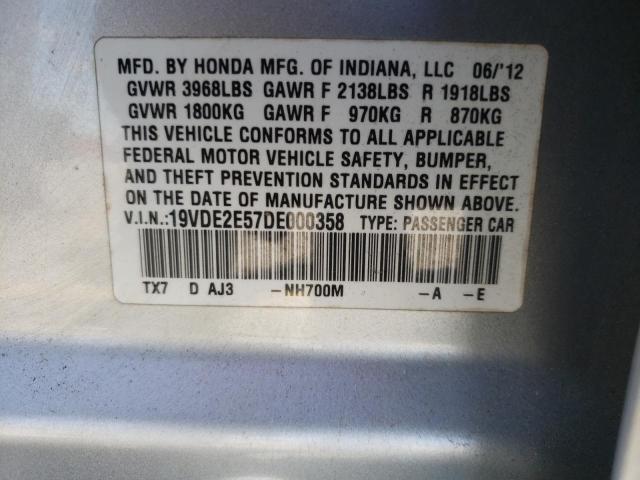 MFD. BY HONDA MFG. OF INDIANA, LLC 06/'12
GVWR 3968LBS GAWR F 2138LBS R 1918LBS
GVWR 1800KG GAWR F 970KG R 870KG
THIS VEHICLE CONFORMS TO ALL APPLICABLE
FEDERAL MOTOR VEHICLE SAFETY, BUMPER,
AND THEFT PREVENTION STANDARDS IN EFFECT
ON THE DATE OF MANUFACTURE SHOWN ABOVE.
V.I.N.:19VDE2E57DE000358 TYPE: PASSENGER CAR
TX7 D AJ3 -NH700M -A -E